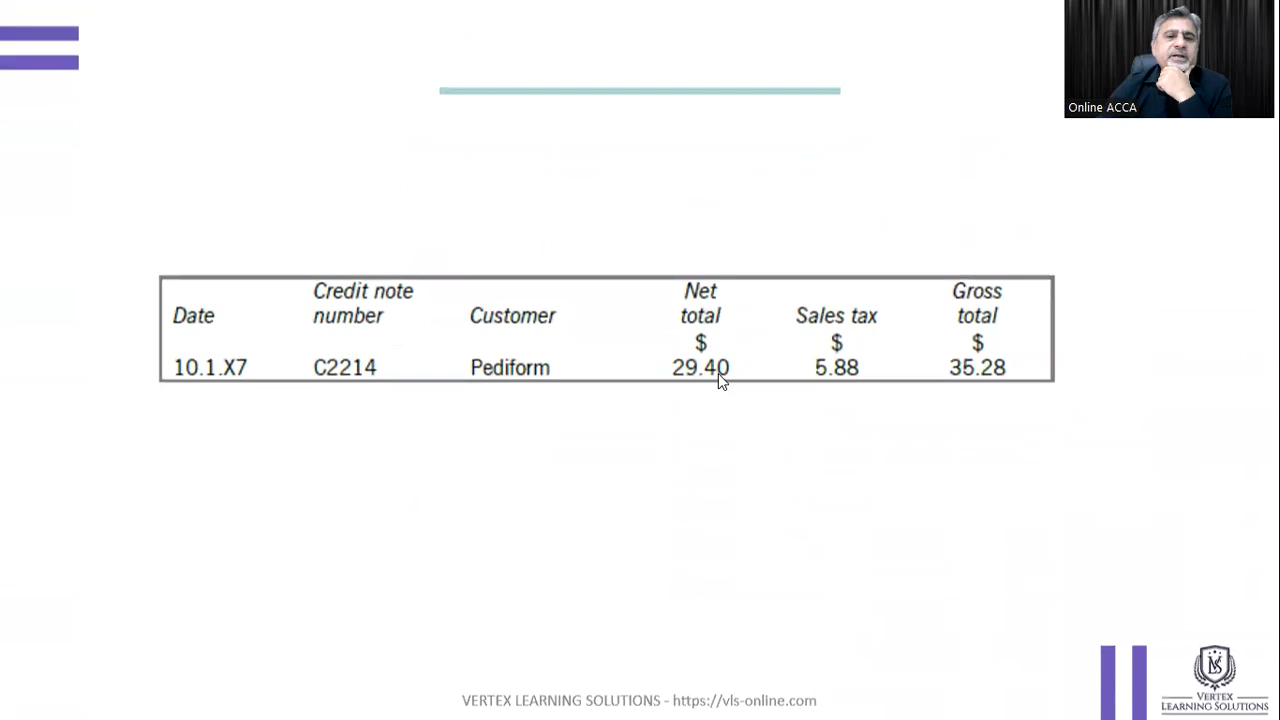 Online ACCA
Credit note Net Gross
Date number Customer total Sales tax total
$ $ $
10.1.X7 C2214 Pediform 29.40 5.88 35.28
VERTEX LEARNING SOLUTIONS - https://vls-online.com
VLS
VERTEX
LEARNING SOLUTIONS